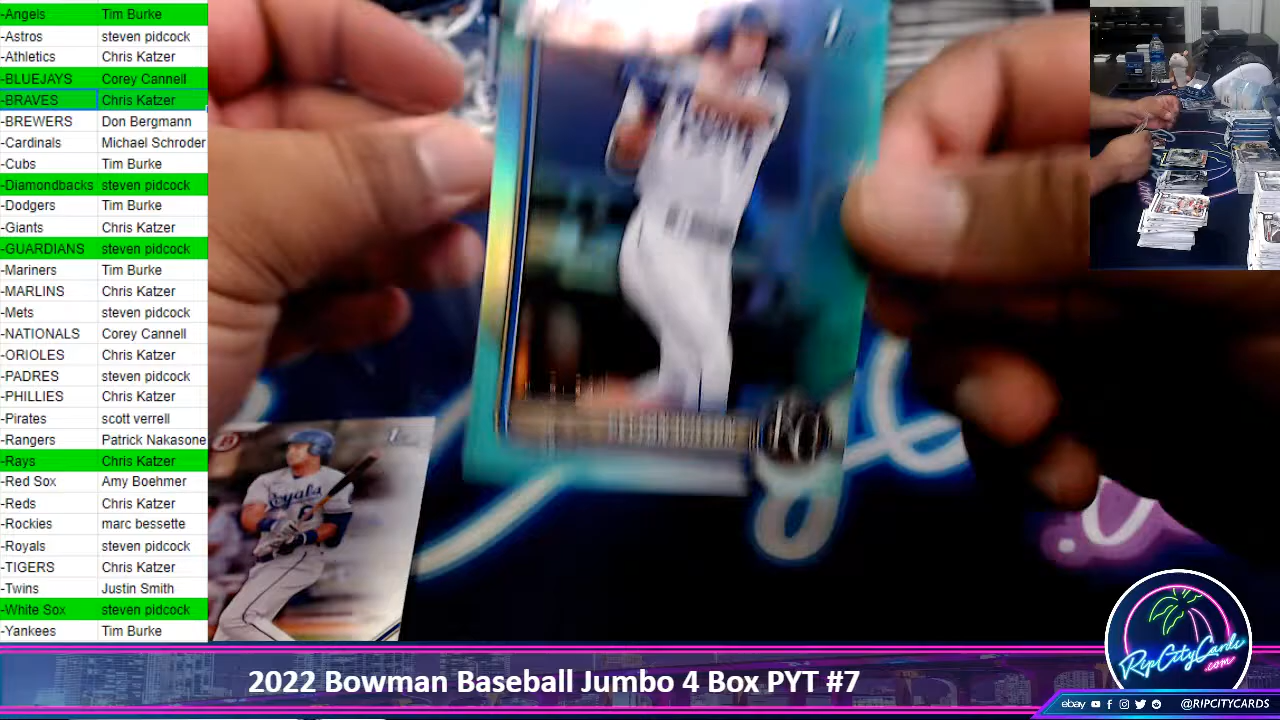 -Angels Tim Burke
-Astros steven pidcock
-Athletics Chris Katzer
-BLUEJAYS Corey Cannell
-BRAVES Chris Katzer
-BREWERS Don Bergmann
-Cardinals Michael Schroder
-Cubs Tim Burke
-Diamondbacks steven pidcock
-Dodgers Tim Burke
-Giants Chris Katzer
-GUARDIANS steven pidcock
-Mariners Tim Burke
-MARLINS Chris Katzer
-Mets steven pidcock
-NATIONALS Corey Cannell
-ORIOLES Chris Katzer
-PADRES steven pidcock
-PHILLIES Chris Katzer
-Pirates scott verrell
-Rangers Patrick Nakasone
-Rays Chris Katzer
-Red Sox Amy Boehmer
-Reds Chris Katzer
-Rockies marc bessette
-Royals steven pidcock
-TIGERS Chris Katzer
-Twins Justin Smith
-White Sox steven pidcock
-Yankees Tim Burke
Royals
2022 Bowman Baseball Jumbo 4 Box PYT #7
RipCityCards
.com
ebay @RIPCITYCARDS